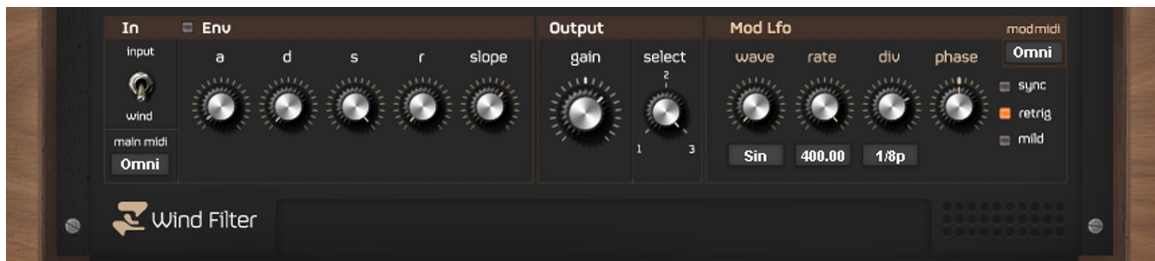 In
Env
Output
Mod Lfo
modmidi
input
a
d
s
r
slope
gain
select
wave
rate
div
phase
Omni
2
sync
wind
retrig
main midi
1
3
mild
Omni
Sin
400.00
1/8p
Wind Filter